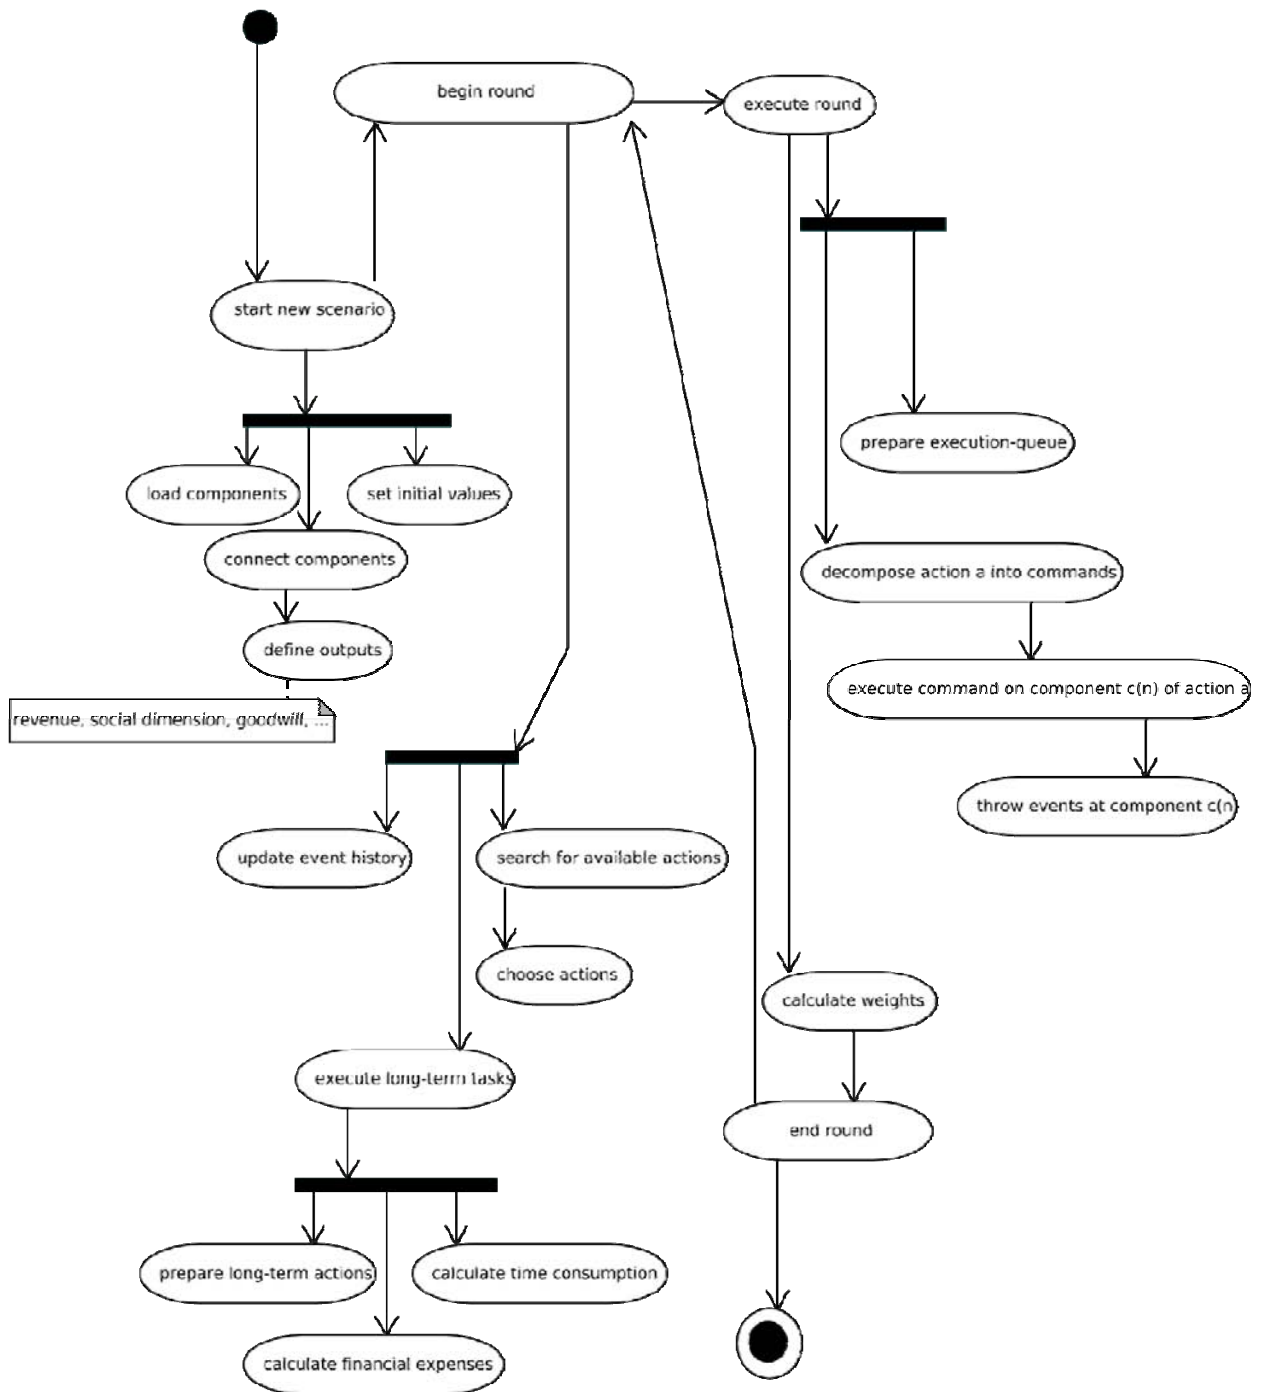 begin round
execute round
start new scenario
prepare execution-queue
load components
set initial values
connect components
decompose action a into commands
define outputs
execute command on component c(n) of action a
revenue, social dimension, goodwill, ...
throw events at component c(n)
update event history
search for available actions
choose actions
calculate weights
execute long-term tasks
end round
prepare long-term actions
calculate time consumption
calculate financial expenses